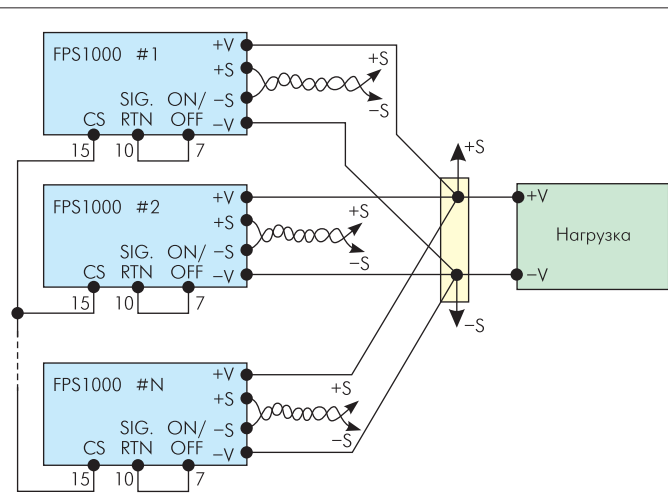 FPS1000 #1
+V
+S
–S
–V
SIG. ON/
CS RTN OFF
15 10 7
+S
–S
FPS1000 #2
+V
+S
–S
–V
SIG. ON/
CS RTN OFF
15 10 7
+S
–S
FPS1000 #N
+V
+S
–S
–V
SIG. ON/
CS RTN OFF
15 10 7
+S
–S
+S
–S
+V
Нагрузка
–V